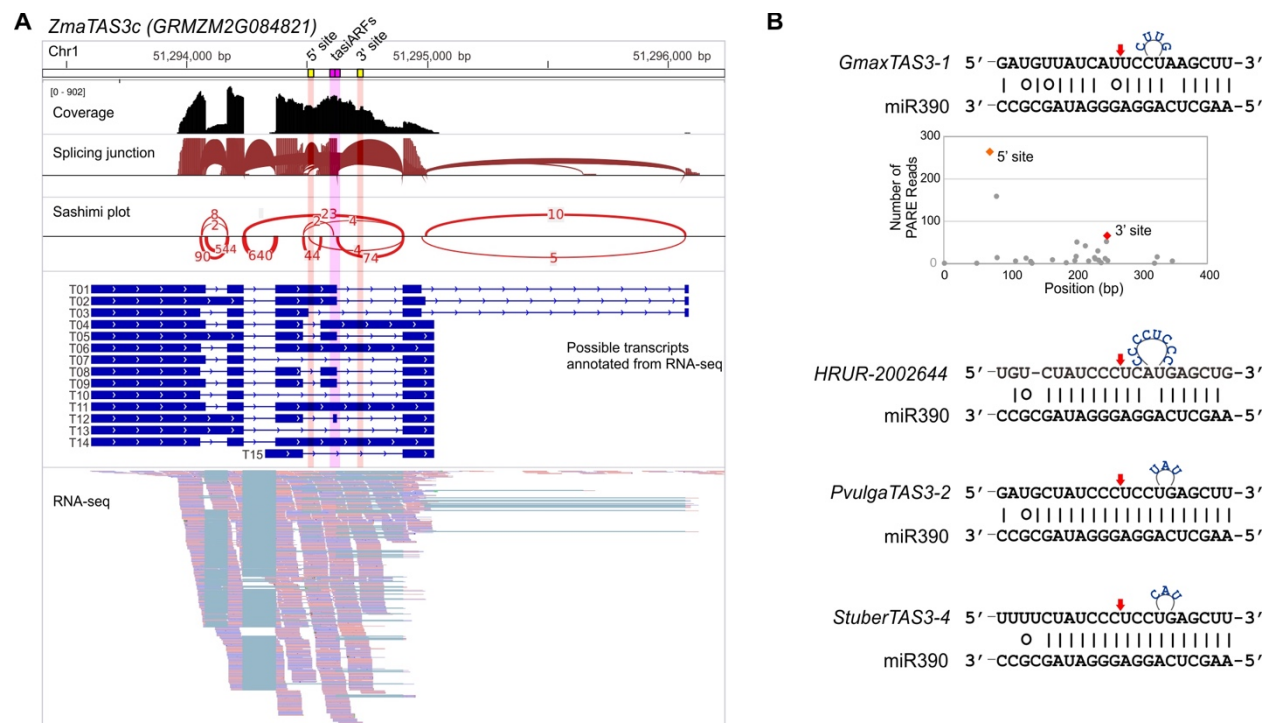 A
ZmaTAS3c (GRMZM2G084821)
5' site
tasiARFs
3' site
Chr1
51,294,000 bp
51,295,000 bp
51,296,000 bp
[0 - 902]
Coverage
Splicing junction
Sashimi plot
8
2
23
2
4
10
90
544
640
44
4
74
5
T01
T02
T03
T04
T05
T06
T07
T08
T09
T10
T11
T12
T13
T14
T15
Possible transcripts
annotated from RNA-seq
RNA-seq
B
CUUG
GmaxTAS3-1 5′ -GAUGUUAUCAUUCCUAAGCUU-3′
miR390 3′ -CCGCGAUAGGGAGGACUCGAA-5′
Number of
PARE Reads
300
200
100
0
5' site
3' site
0 100 200 300 400
Position (bp)
HRUR-2002644 5′ -UGU-CUAUCCCUCAUGAGCUG-3′
miR390 3′ -CCGCGAUAGGGAGGACUCGAA-5′
UAU
PvulgaTAS3-2 5′ -GAUGCUAUCCCUCCUGAGCUU-3′
miR390 3′ -CCGCGAUAGGGAGGACUCGAA-5′
CAU
StuberTAS3-4 5′ -UUUUCUAUCCCUCCUGAGCUU-3′
miR390 3′ -CCGCGAUAGGGAGGACUCGAA-5′